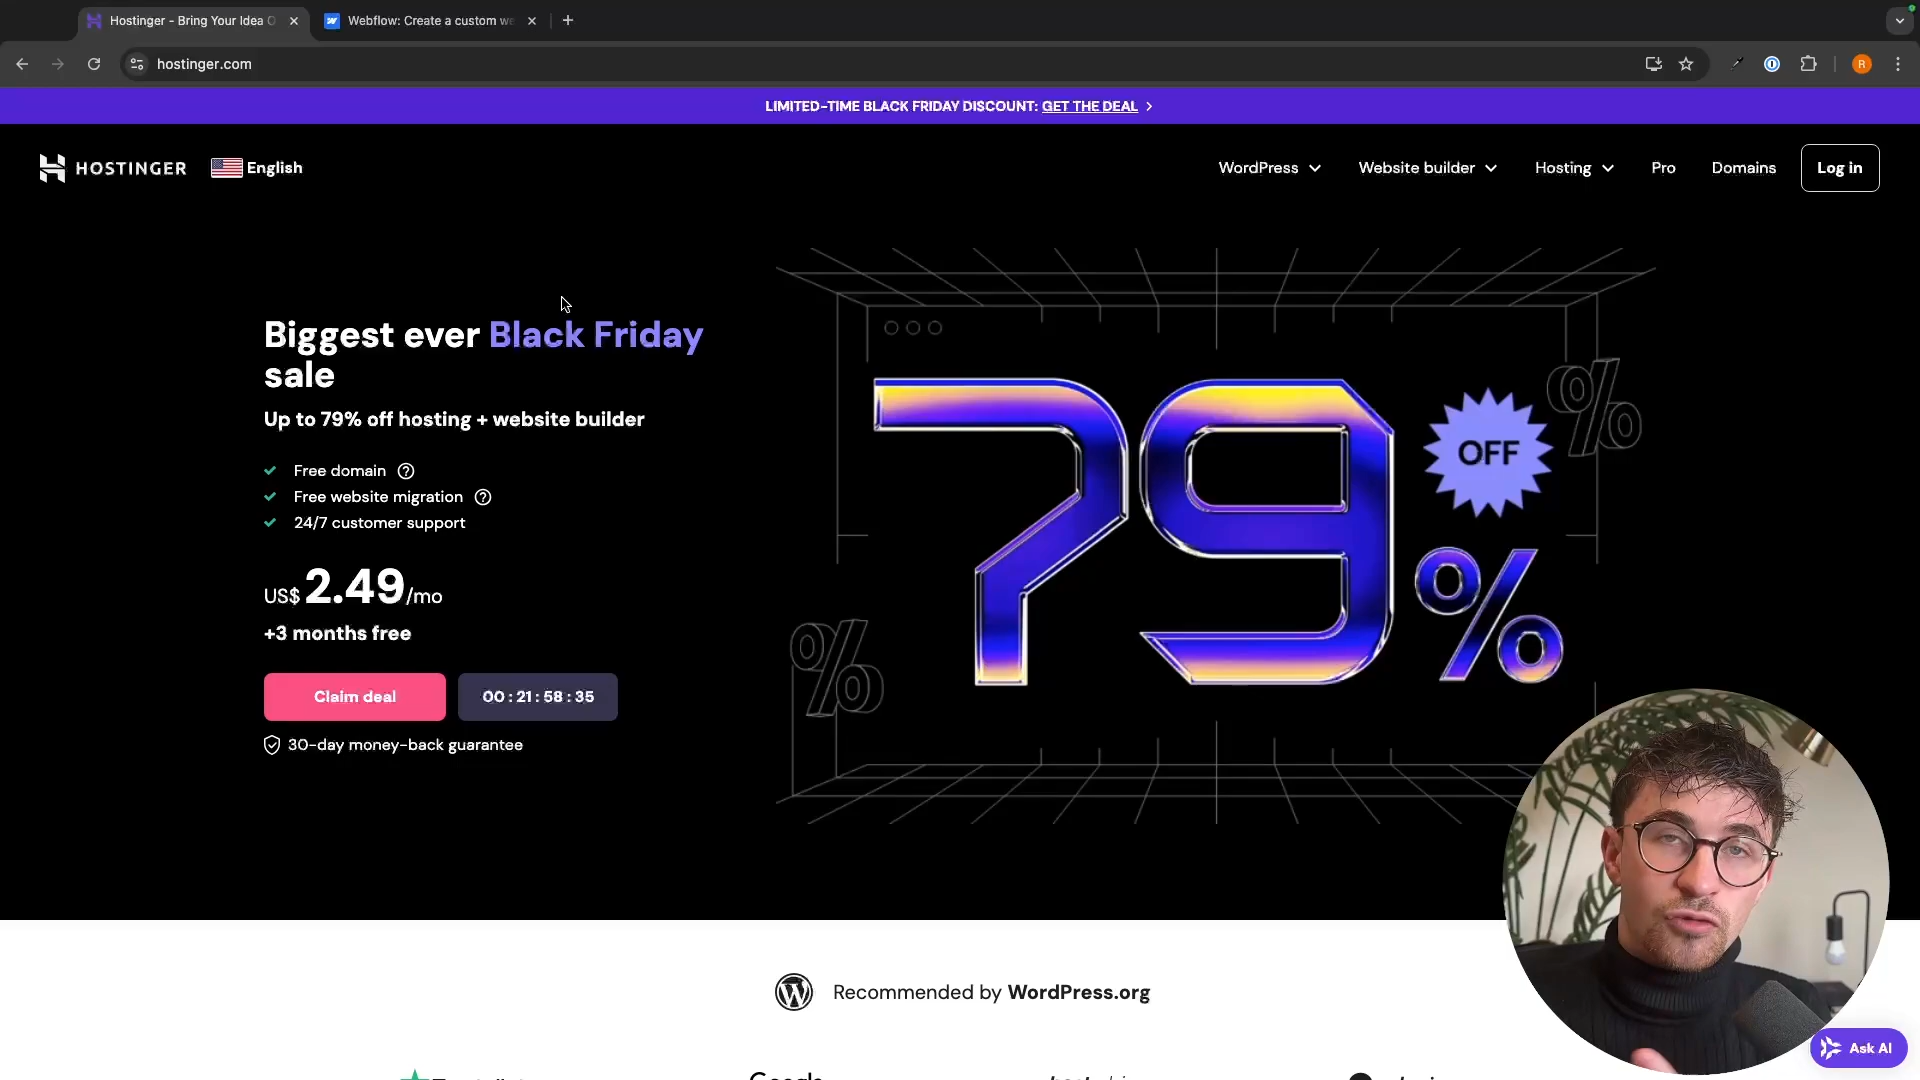 Hostinger - Bring Your Idea O
Webflow: Create a custom we
hostinger.com
R
LIMITED-TIME BLACK FRIDAY DISCOUNT: GET THE DEAL
HOSTINGER
English
WordPress
Website builder
Hosting
Pro
Domains
Log in
Biggest ever Black Friday
sale
Up to 79% off hosting + website builder
Free domain ?
Free website migration ?
24/7 customer support
US$ 2.49/mo
+3 months free
Claim deal
00 : 21 : 58 : 35
30-day money-back guarantee
79%
OFF
%
%
Recommended by WordPress.org
Google
Ask AI